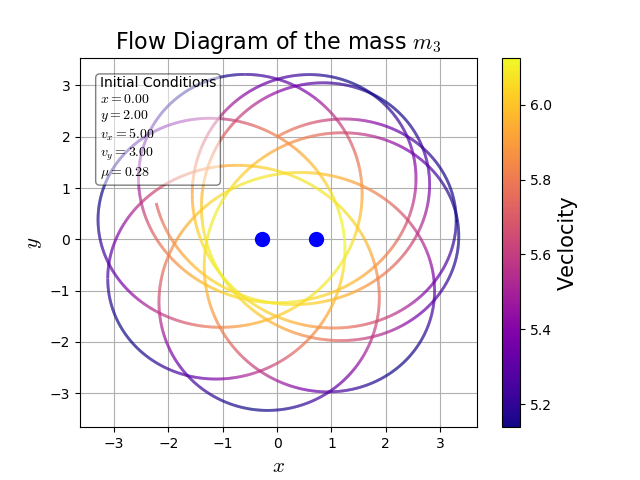 Flow Diagram of the mass m₃
Initial Conditions
x = 0.00
y = 2.00
vₓ = 5.00
v_y = 3.00
μ = 0.28
3
2
1
0
−1
−2
−3
y
−3 −2 −1 0 1 2 3
x
6.0
5.8
5.6
5.4
5.2
Veclocity